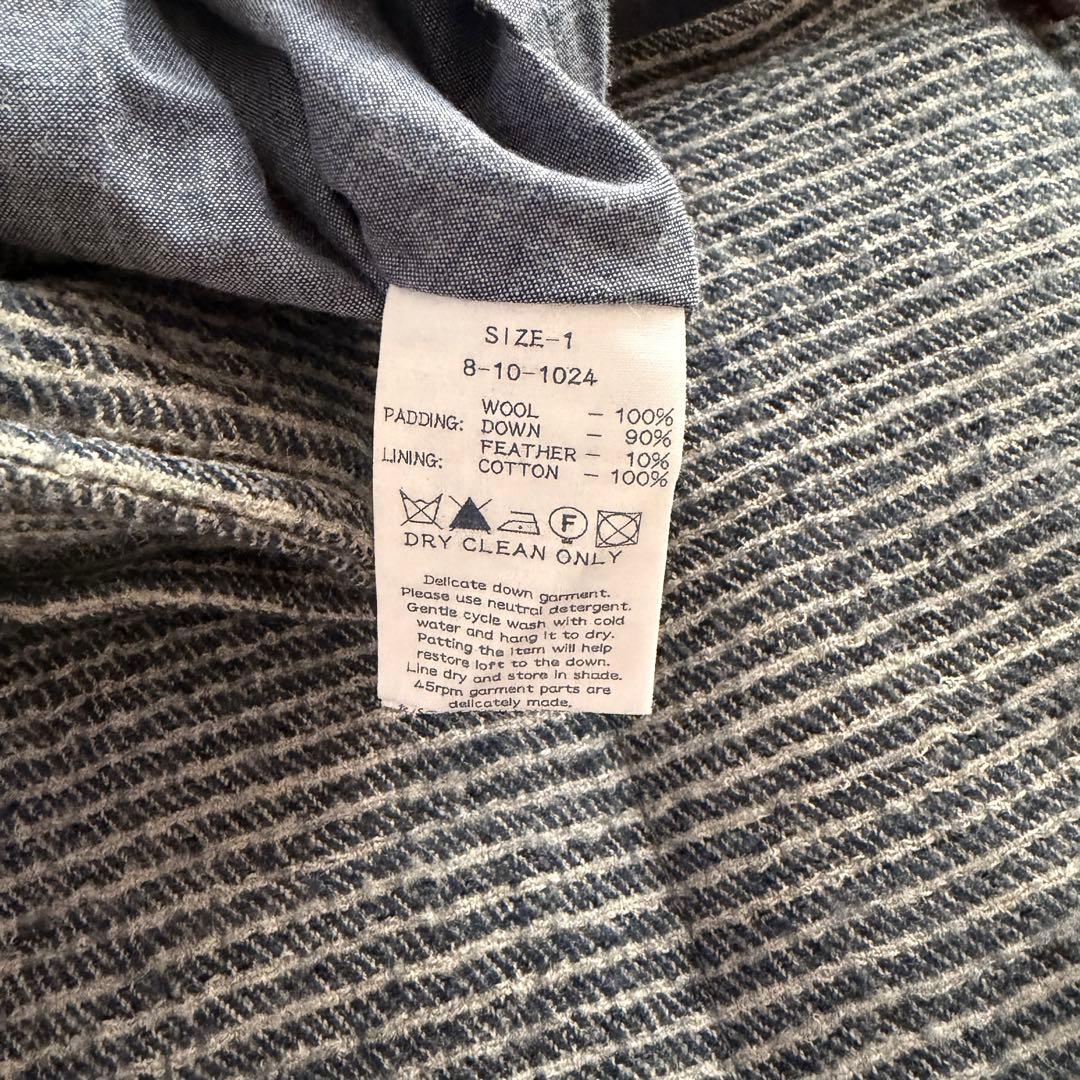 SIZE-1
8-10-1024
WOOL - 100%
PADDING: DOWN - 90%
FEATHER - 10%
LINING: COTTON - 100%
F
DRY CLEAN ONLY
Delicate down garment.
Please use neutral detergent.
Gentle cycle wash with cold
water and hang it to dry.
Patting the item will help
restore loft to the down.
Line dry and store in shade.
45rpm garment parts are
delicately made.